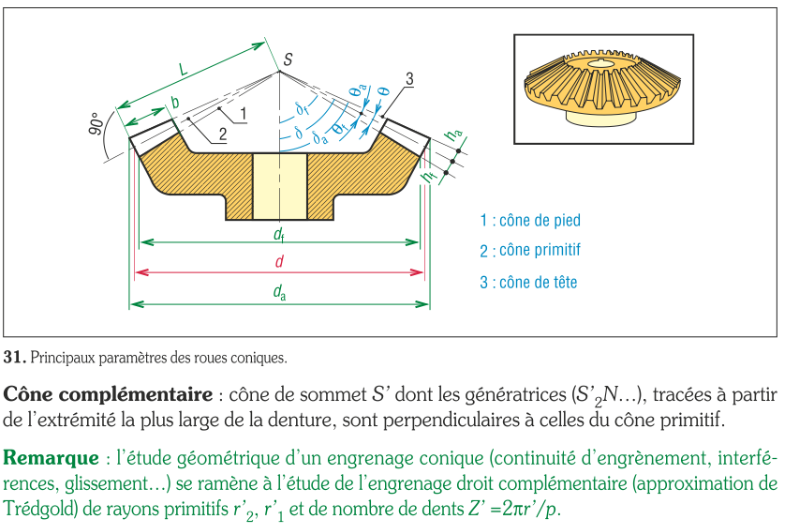 S
L
b
90°
1
2
3
δf
δ
δa
θf
θa
θ
ha
hf
df
d
da
1 : cône de pied
2 : cône primitif
3 : cône de tête
31. Principaux paramètres des roues coniques.
Cône complémentaire : cône de sommet S’ dont les génératrices (S’2N…), tracées à partir
de l’extrémité la plus large de la denture, sont perpendiculaires à celles du cône primitif.
Remarque : l’étude géométrique d’un engrenage conique (continuité d’engrènement, interfé-
rences, glissement…) se ramène à l’étude de l’engrenage droit complémentaire (approximation de
Trédgold) de rayons primitifs r’2, r’1 et de nombre de dents Z’ =2πr’/p.